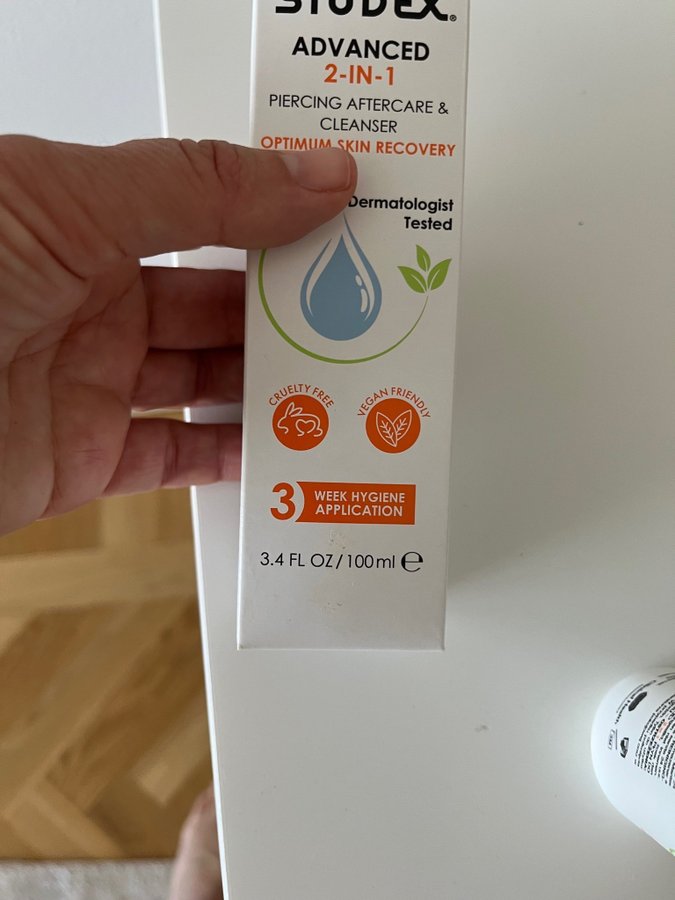 STUDEX®
ADVANCED
2-IN-1
PIERCING AFTERCARE &
CLEANSER
OPTIMUM SKIN RECOVERY
Dermatologist
Tested
CRUELTY FREE
VEGAN FRIENDLY
3 WEEK HYGIENE
APPLICATION
3.4 FL OZ/100ml ℮